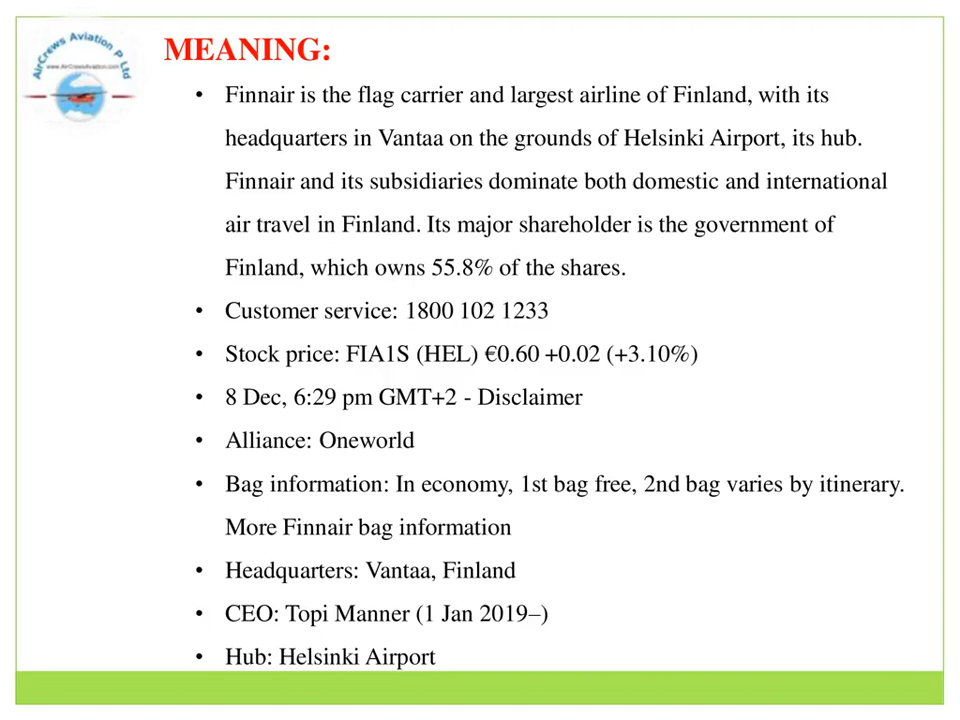 AirCrews Aviation P Ltd
www.AirCrewsAviation.com
MEANING:
• Finnair is the flag carrier and largest airline of Finland, with its
headquarters in Vantaa on the grounds of Helsinki Airport, its hub.
Finnair and its subsidiaries dominate both domestic and international
air travel in Finland. Its major shareholder is the government of
Finland, which owns 55.8% of the shares.
• Customer service: 1800 102 1233
• Stock price: FIA1S (HEL) €0.60 +0.02 (+3.10%)
• 8 Dec, 6:29 pm GMT+2 - Disclaimer
• Alliance: Oneworld
• Bag information: In economy, 1st bag free, 2nd bag varies by itinerary.
More Finnair bag information
• Headquarters: Vantaa, Finland
• CEO: Topi Manner (1 Jan 2019–)
• Hub: Helsinki Airport